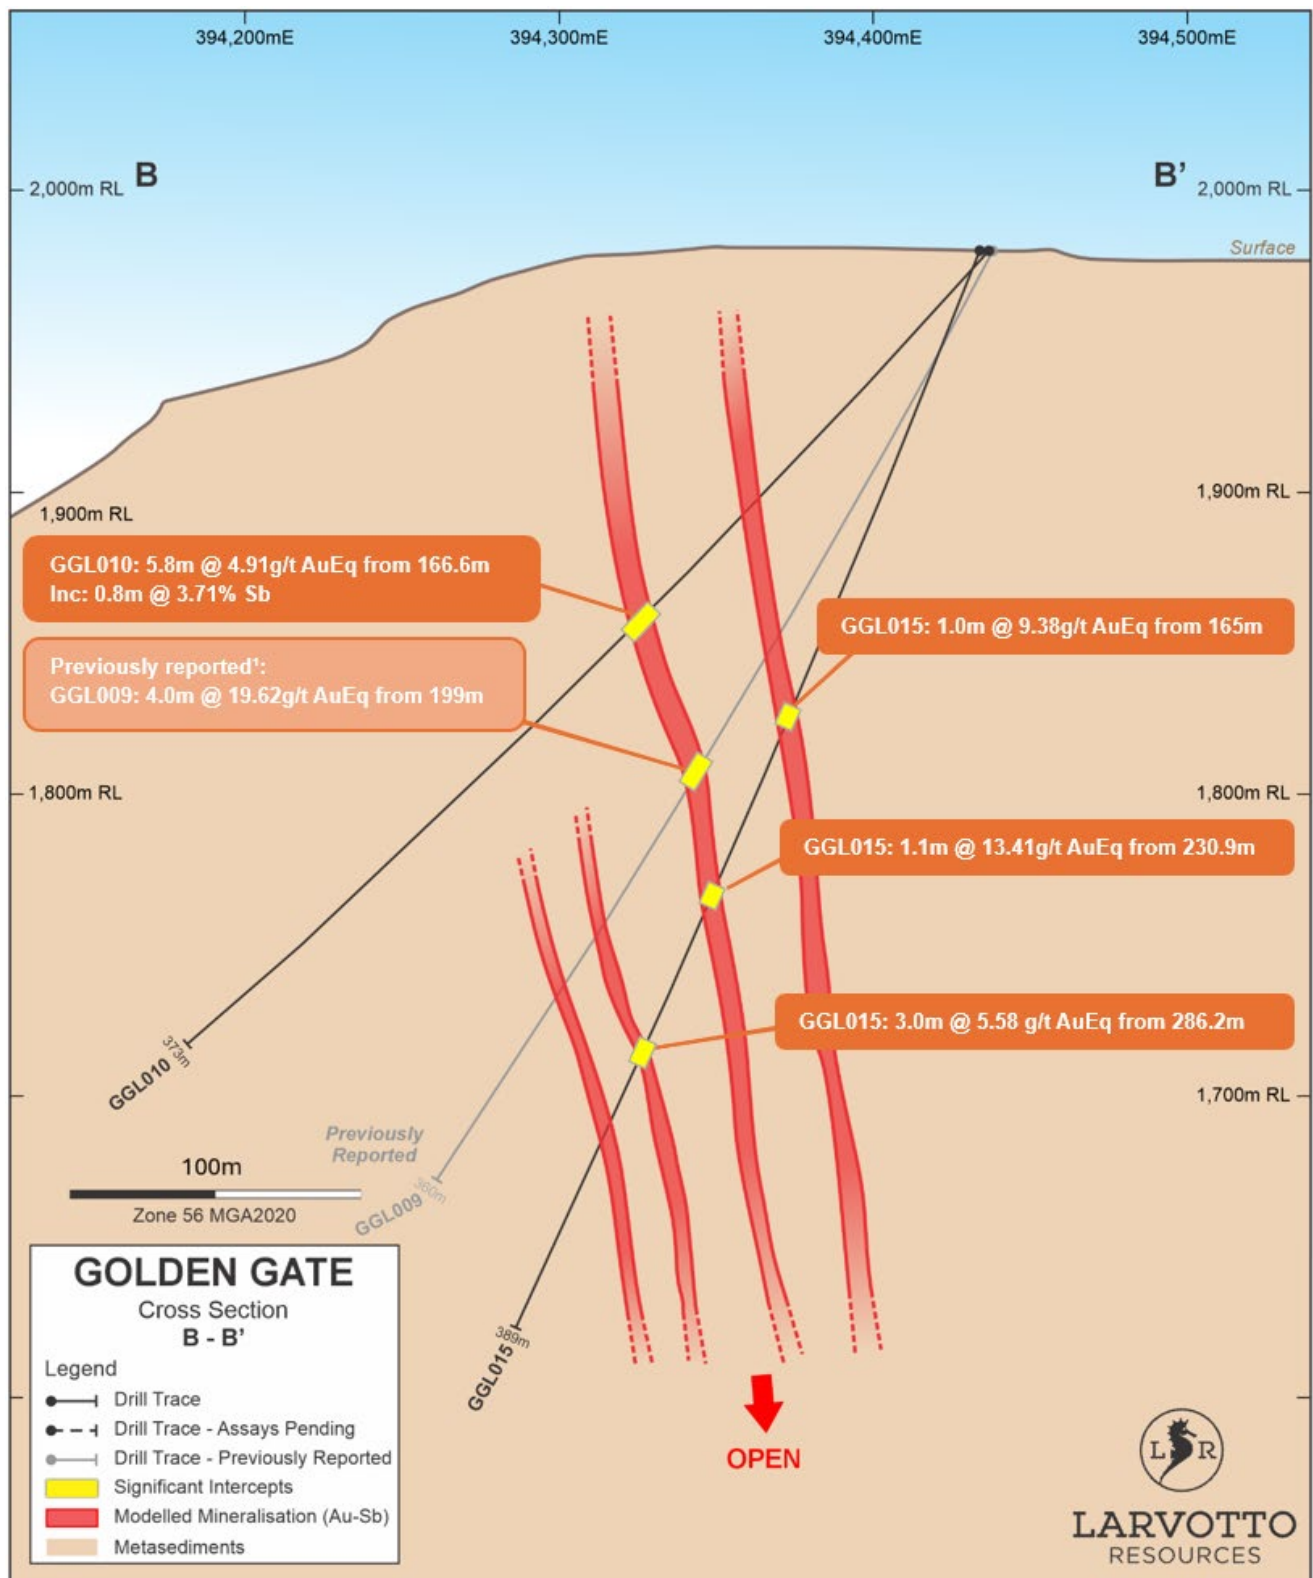 394,200mE
394,300mE
394,400mE
394,500mE
B
B’
2,000m RL
2,000m RL
Surface
1,900m RL
1,900m RL
GGL010: 5.8m @ 4.91g/t AuEq from 166.6m
Inc: 0.8m @ 3.71% Sb
GGL015: 1.0m @ 9.38g/t AuEq from 165m
Previously reported¹:
GGL009: 4.0m @ 19.62g/t AuEq from 199m
1,800m RL
1,800m RL
GGL015: 1.1m @ 13.41g/t AuEq from 230.9m
GGL015: 3.0m @ 5.58 g/t AuEq from 286.2m
373m
GGL010
1,700m RL
Previously
Reported
360m
GGL009
100m
Zone 56 MGA2020
389m
GGL015
OPEN
GOLDEN GATE
Cross Section
B - B’
Legend
Drill Trace
Drill Trace - Assays Pending
Drill Trace - Previously Reported
Significant Intercepts
Modelled Mineralisation (Au-Sb)
Metasediments
L R
LARVOTTO
RESOURCES